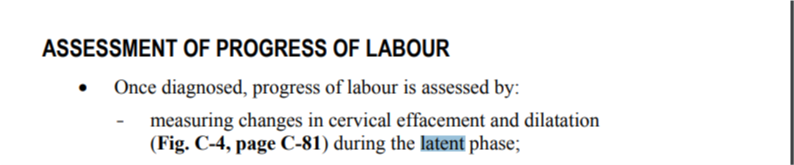 ASSESSMENT OF PROGRESS OF LABOUR
• Once diagnosed, progress of labour is assessed by:
- measuring changes in cervical effacement and dilatation
(Fig. C-4, page C-81) during the latent phase;